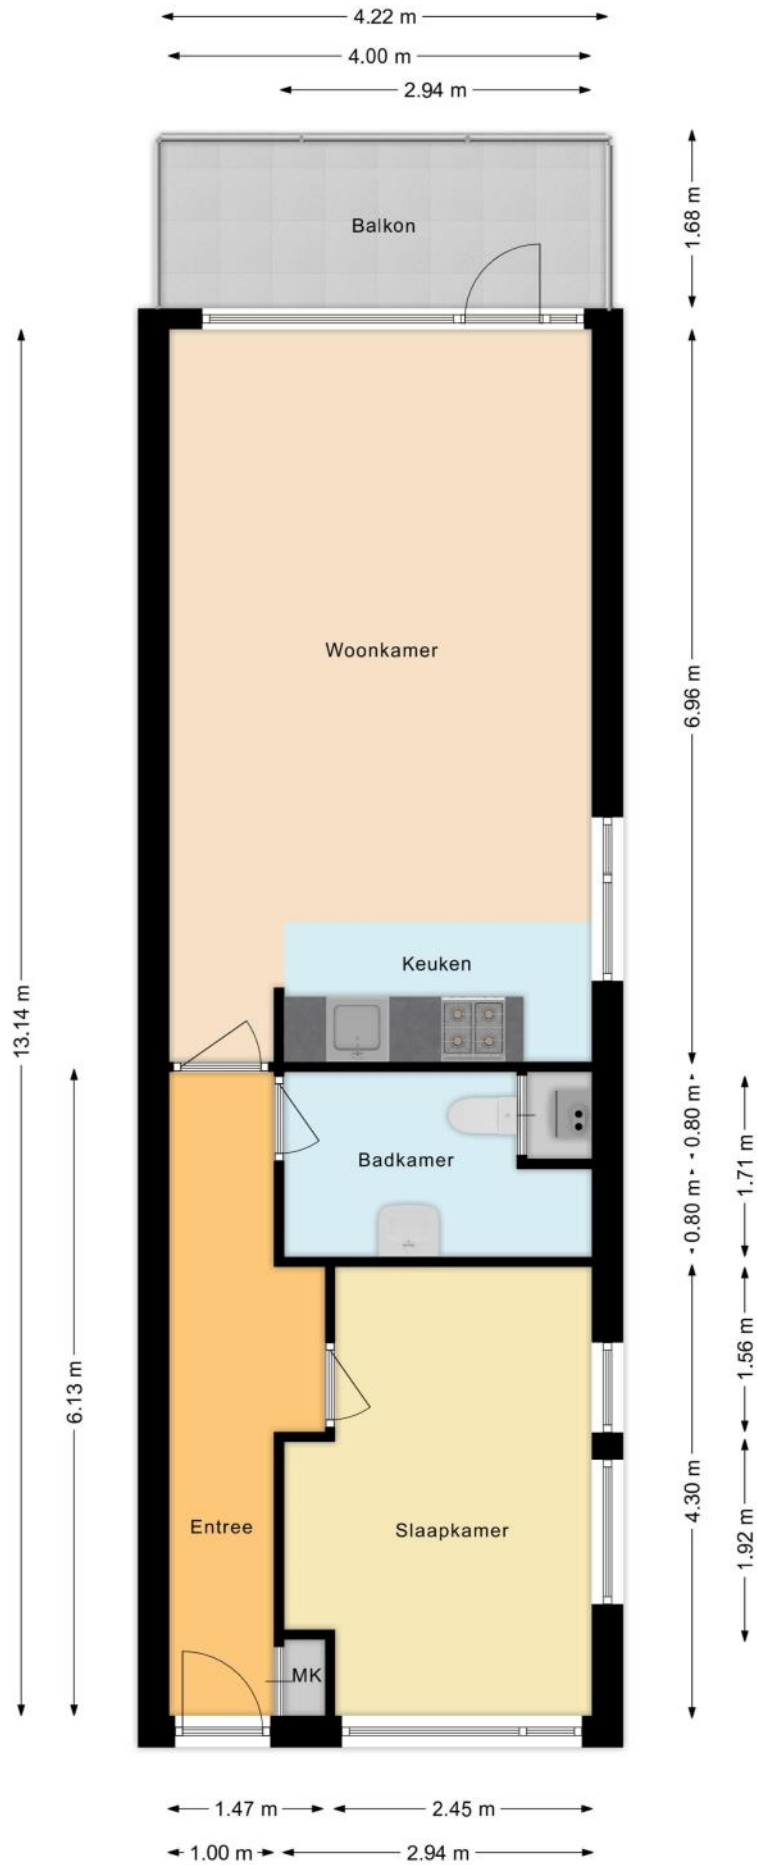 4.22 m
4.00 m
2.94 m
1.68 m
Balkon
Woonkamer
6.96 m
Keuken
13.14 m
0.80 m
Badkamer
1.71 m
0.80 m
1.56 m
6.13 m
4.30 m
Entree
Slaapkamer
1.92 m
MK
1.47 m
2.45 m
1.00 m
2.94 m